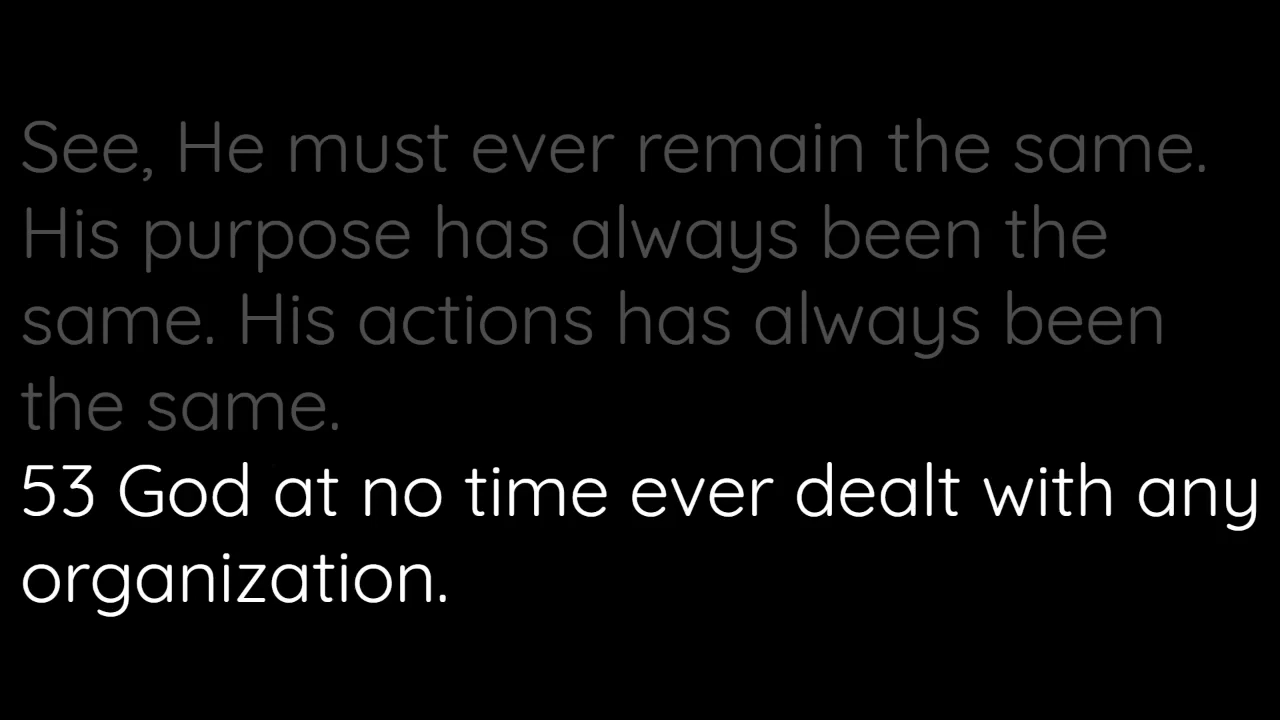 See, He must ever remain the same.
His purpose has always been the
same. His actions has always been
the same.
53 God at no time ever dealt with any
organization.